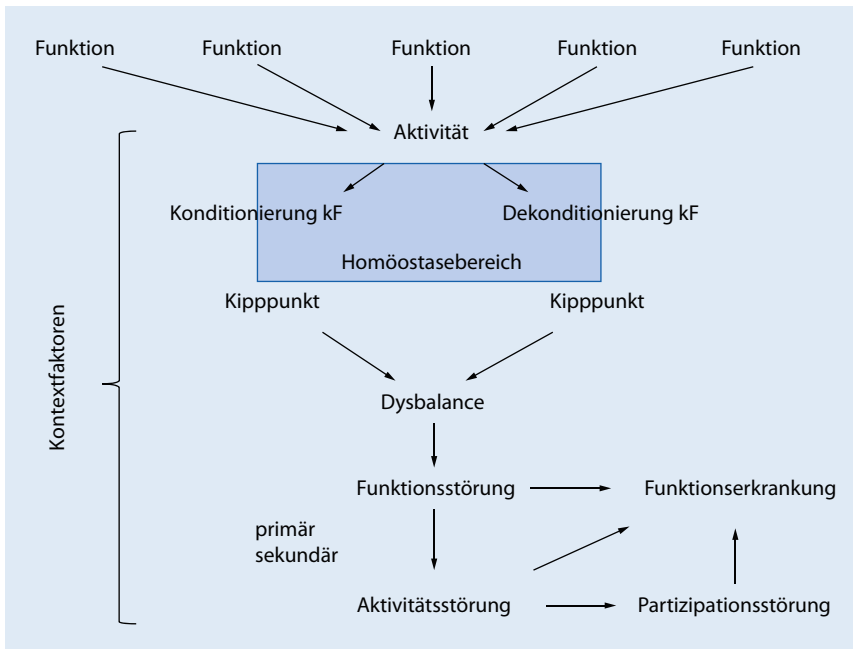 Funktion Funktion Funktion Funktion Funktion
Aktivität
Konditionierung kF Dekonditionierung kF
Homöostasebereich
Kipppunkt Kipppunkt
Kontextfaktoren
Dysbalance
Funktionsstörung Funktionserkrankung
primär
sekundär
Aktivitätsstörung Partizipationsstörung